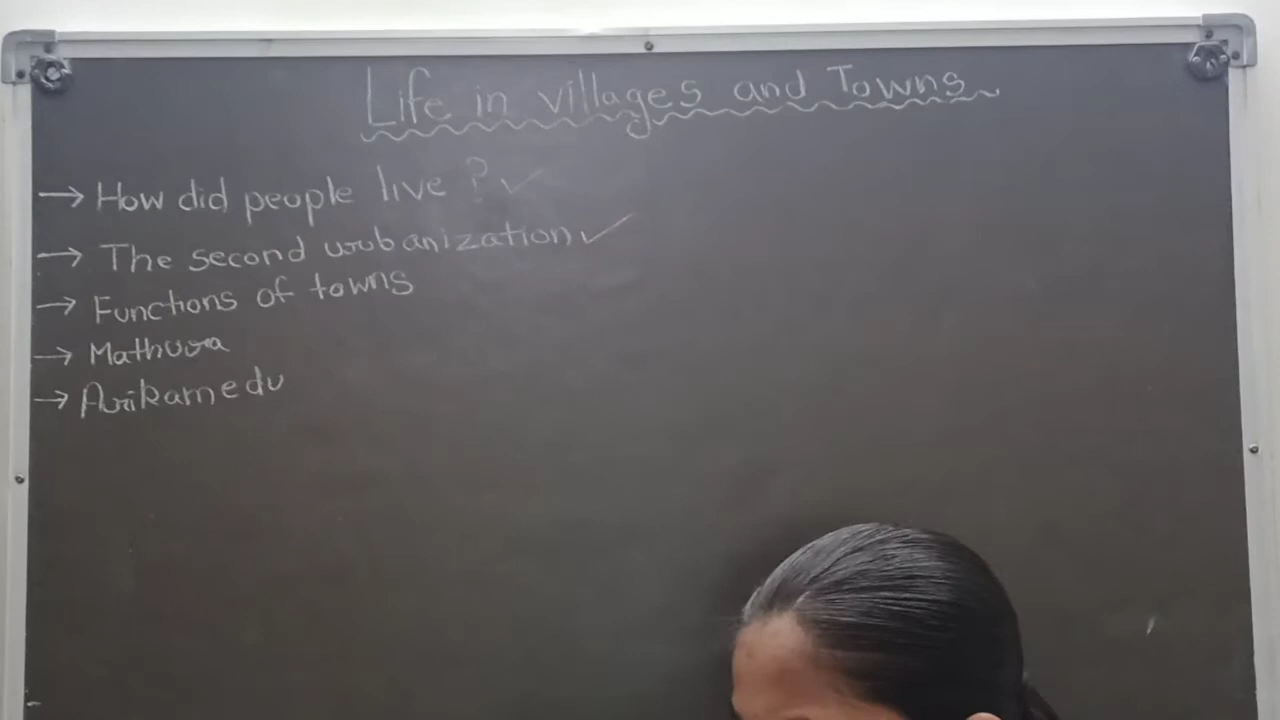 Life in villages and Towns
→ How did people live ? ✓
→ The second urbanization ✓
→ Functions of towns
→ Mathura
→ Arikamedu